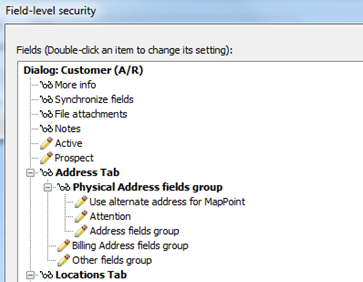 Field-level security
Fields (Double-click an item to change its setting):
Dialog: Customer (A/R)
More info
Synchronize fields
File attachments
Notes
Active
Prospect
Address Tab
Physical Address fields group
Use alternate address for MapPoint
Attention
Address fields group
Billing Address fields group
Other fields group
Locations Tab